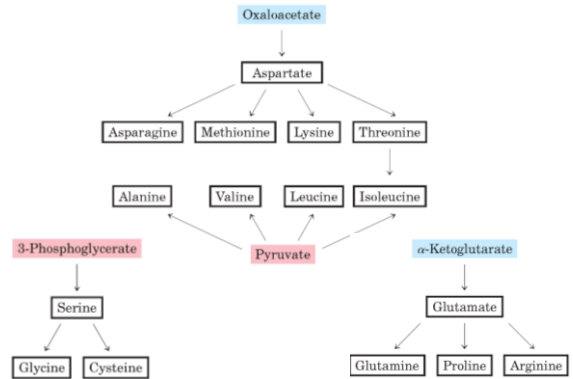 Oxaloacetate
Aspartate
Asparagine Methionine Lysine Threonine
Alanine Valine Leucine Isoleucine
3-Phosphoglycerate Pyruvate α-Ketoglutarate
Serine Glutamate
Glycine Cysteine Glutamine Proline Arginine